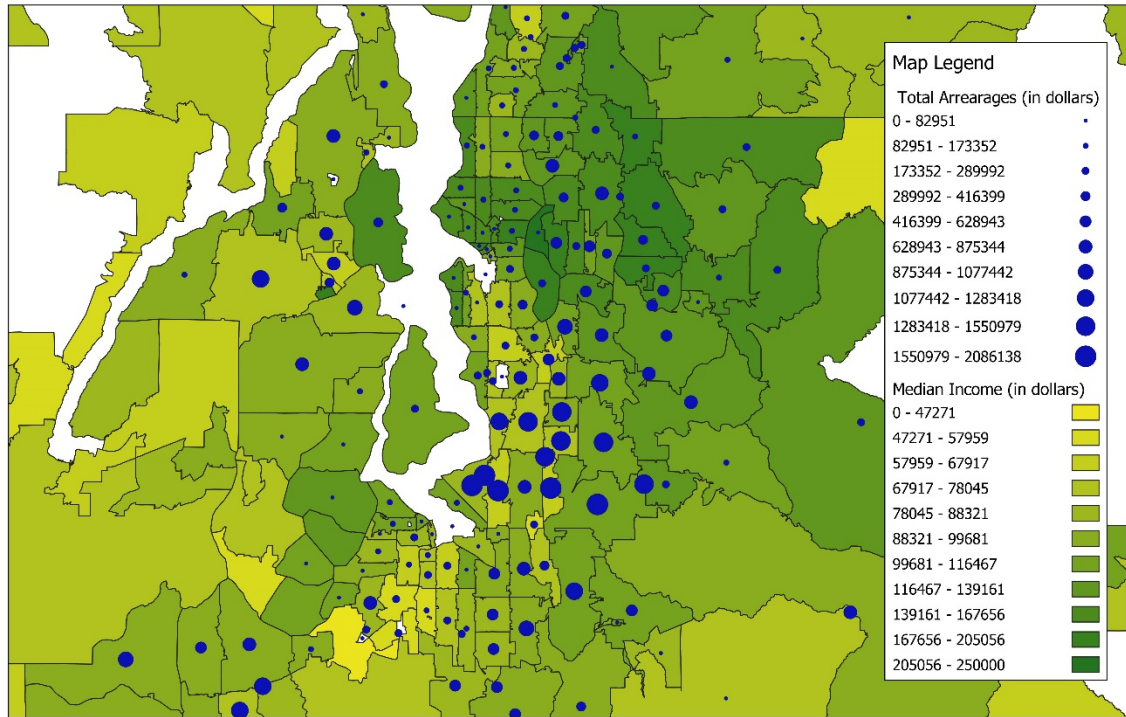 Map Legend
Total Arrearages (in dollars)
0 - 82951
82951 - 173352
173352 - 289992
289992 - 416399
416399 - 628943
628943 - 875344
875344 - 1077442
1077442 - 1283418
1283418 - 1550979
1550979 - 2086138
Median Income (in dollars)
0 - 47271
47271 - 57959
57959 - 67917
67917 - 78045
78045 - 88321
88321 - 99681
99681 - 116467
116467 - 139161
139161 - 167656
167656 - 205056
205056 - 250000